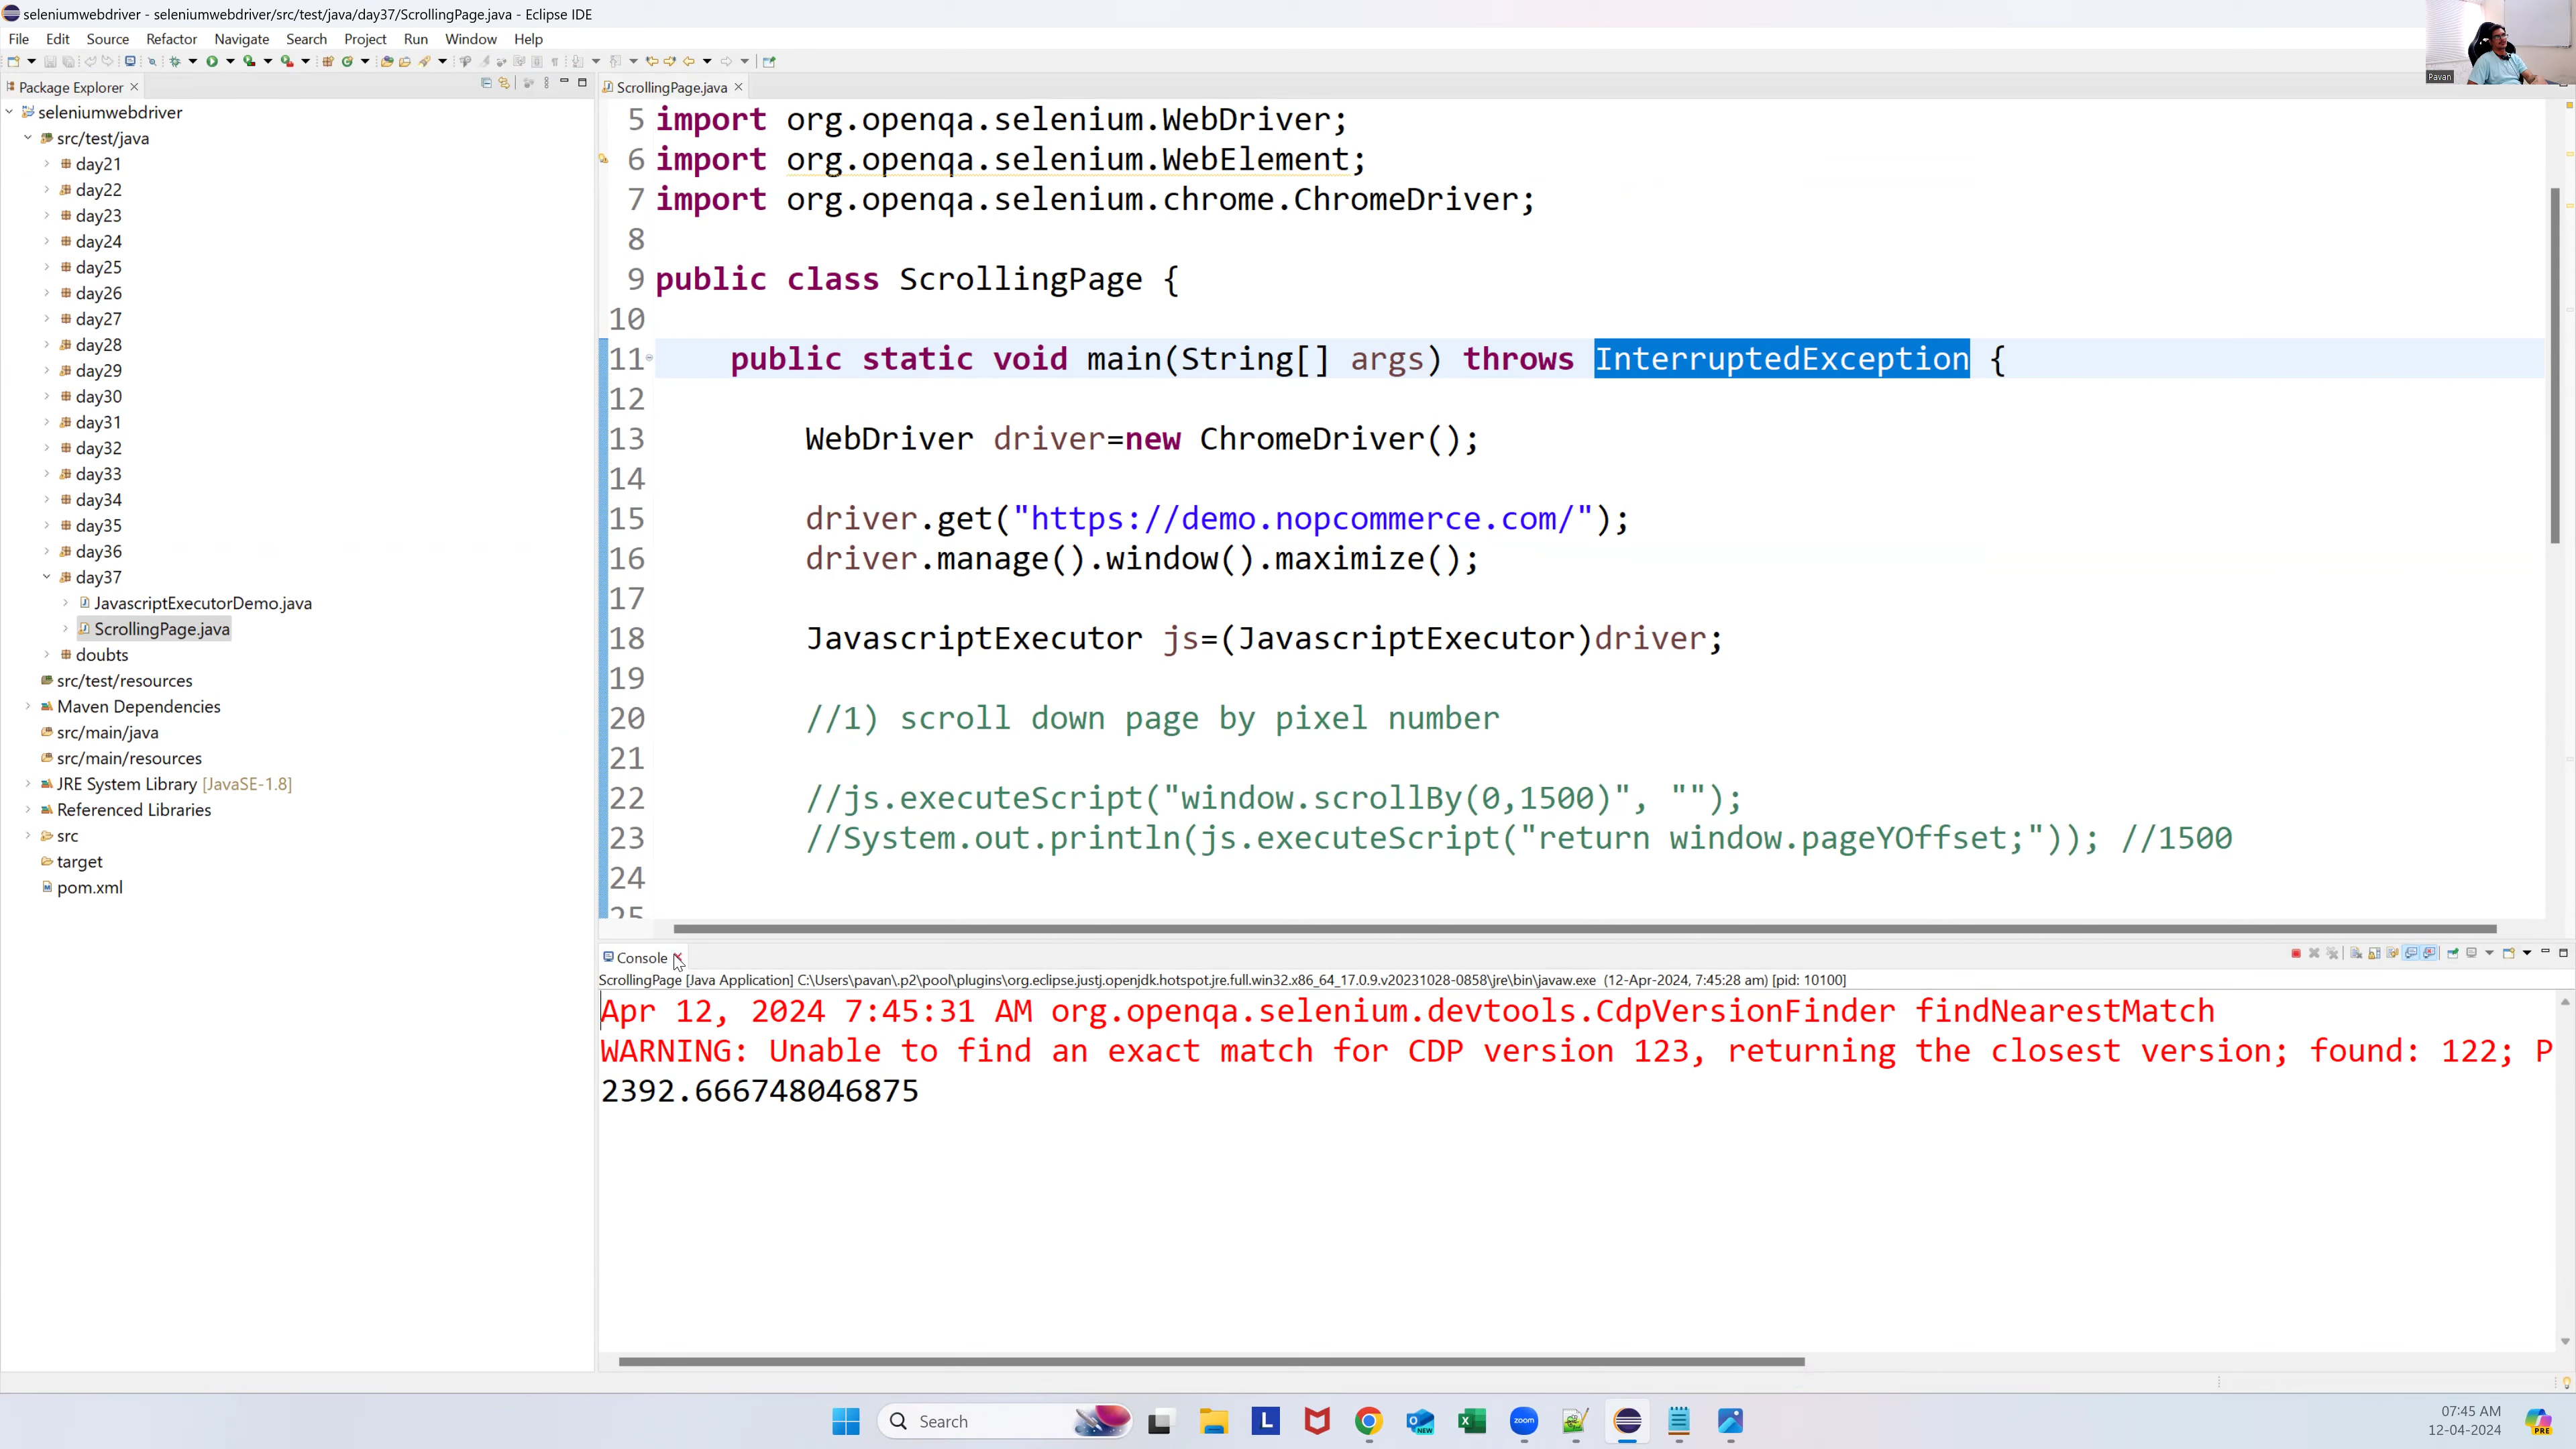 seleniumwebdriver - seleniumwebdriver/src/test/java/day37/ScrollingPage.java - Eclipse IDE
File Edit Source Refactor Navigate Search Project Run Window Help
Pavan
Package Explorer
seleniumwebdriver
src/test/java
day21
day22
day23
day24
day25
day26
day27
day28
day29
day30
day31
day32
day33
day34
day35
day36
day37
JavascriptExecutorDemo.java
ScrollingPage.java
doubts
src/test/resources
Maven Dependencies
src/main/java
src/main/resources
JRE System Library [JavaSE-1.8]
Referenced Libraries
src
target
pom.xml
ScrollingPage.java
5 import org.openqa.selenium.WebDriver;
6 import org.openqa.selenium.WebElement;
7 import org.openqa.selenium.chrome.ChromeDriver;
8
9 public class ScrollingPage {
10
11 public static void main(String[] args) throws InterruptedException {
12
13 WebDriver driver=new ChromeDriver();
14
15 driver.get("https://demo.nopcommerce.com/");
16 driver.manage().window().maximize();
17
18 JavascriptExecutor js=(JavascriptExecutor)driver;
19
20 //1) scroll down page by pixel number
21
22 //js.executeScript("window.scrollBy(0,1500)", "");
23 //System.out.println(js.executeScript("return window.pageYOffset;")); //1500
24
25
Console
ScrollingPage [Java Application] C:\Users\pavan\.p2\pool\plugins\org.eclipse.justj.openjdk.hotspot.jre.full.win32.x86_64_17.0.9.v20231028-0858\jre\bin\javaw.exe (12-Apr-2024, 7:45:28 am) [pid: 10100]
Apr 12, 2024 7:45:31 AM org.openqa.selenium.devtools.CdpVersionFinder findNearestMatch
WARNING: Unable to find an exact match for CDP version 123, returning the closest version; found: 122; P
2392.666748046875
Search
L
NEW
zoom
07:45 AM
12-04-2024
PRE